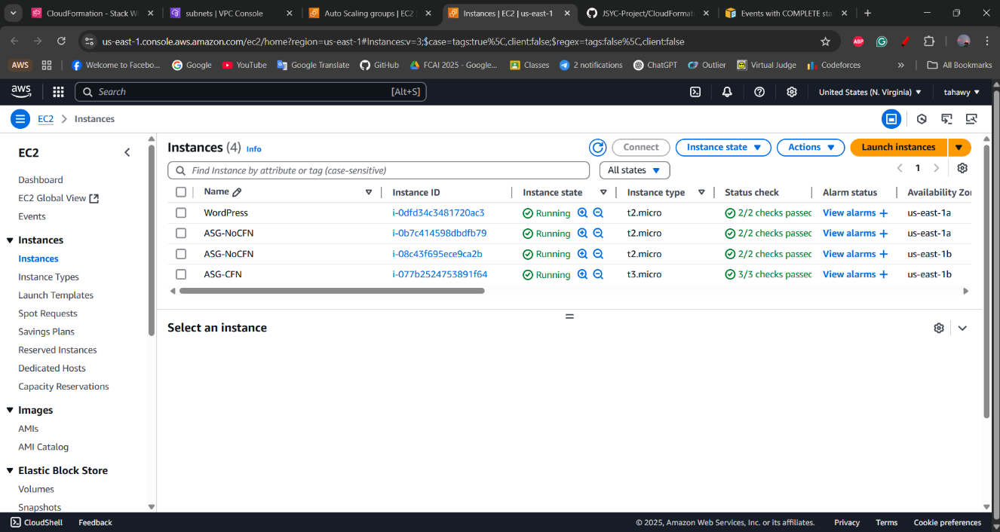 CloudFormation - Stack W
subnets | VPC Console
Auto Scaling groups | EC2
Instances | EC2 | us-east-1
JSYC-Project/CloudFormat
Events with COMPLETE sta
us-east-1.console.aws.amazon.com/ec2/home?region=us-east-1#Instances:v=3;$case=tags:true%5C,client:false;$regex=tags:false%5C,client:false
ABP
AWS
Welcome to Facebo...
Google
YouTube
Google Translate
GitHub
FCAI 2025 - Google...
Classes
2 notifications
ChatGPT
Outlier
Virtual Judge
Codeforces
»
All Bookmarks
aws
Search
[Alt+S]
United States (N. Virginia)
tahawy
EC2 > Instances
EC2
Dashboard
EC2 Global View
Events
Instances
Instances
Instance Types
Launch Templates
Spot Requests
Savings Plans
Reserved Instances
Dedicated Hosts
Capacity Reservations
Images
AMIs
AMI Catalog
Elastic Block Store
Volumes
Snapshots
Instances (4) Info
Connect
Instance state
Actions
Launch instances
Find Instance by attribute or tag (case-sensitive)
All states
1
Name Instance ID Instance state Instance type Status check Alarm status Availability Zo
WordPress i-0dfd34c3481720ac3 Running t2.micro 2/2 checks passed View alarms + us-east-1a
ASG-NoCFN i-0b7c414598dbdfb79 Running t2.micro 2/2 checks passed View alarms + us-east-1a
ASG-NoCFN i-08c43f695ece9ca2b Running t2.micro 2/2 checks passed View alarms + us-east-1b
ASG-CFN i-077b2524753891f64 Running t3.micro 3/3 checks passed View alarms + us-east-1b
Select an instance
CloudShell
Feedback
© 2025, Amazon Web Services, Inc. or its affiliates.
Privacy
Terms
Cookie preferences